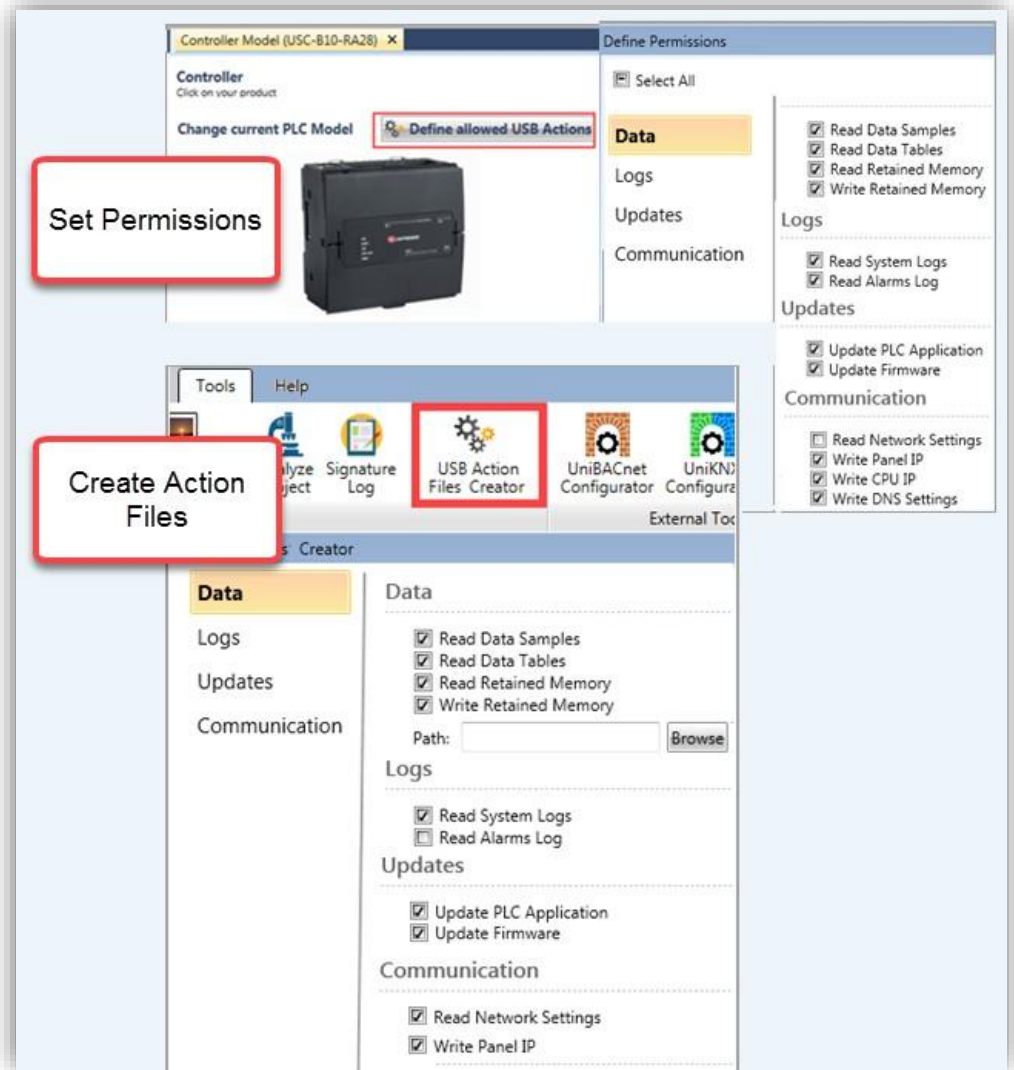 Controller Model (USC-B10-RA28) ×
Controller
Click on your product
Change current PLC Model
Define allowed USB Actions
Set Permissions
Define Permissions
Select All
Data
Logs
Updates
Communication
Read Data Samples
Read Data Tables
Read Retained Memory
Write Retained Memory
Logs
Read System Logs
Read Alarms Log
Updates
Update PLC Application
Update Firmware
Communication
Read Network Settings
Write Panel IP
Write CPU IP
Write DNS Settings
Tools Help
Create Action
Files
Signature
Log
USB Action
Files Creator
UniBACnet
Configurator
External
Creator
Data
Logs
Updates
Communication
Data
Read Data Samples
Read Data Tables
Read Retained Memory
Write Retained Memory
Path: Browse
Logs
Read System Logs
Read Alarms Log
Updates
Update PLC Application
Update Firmware
Communication
Read Network Settings
Write Panel IP